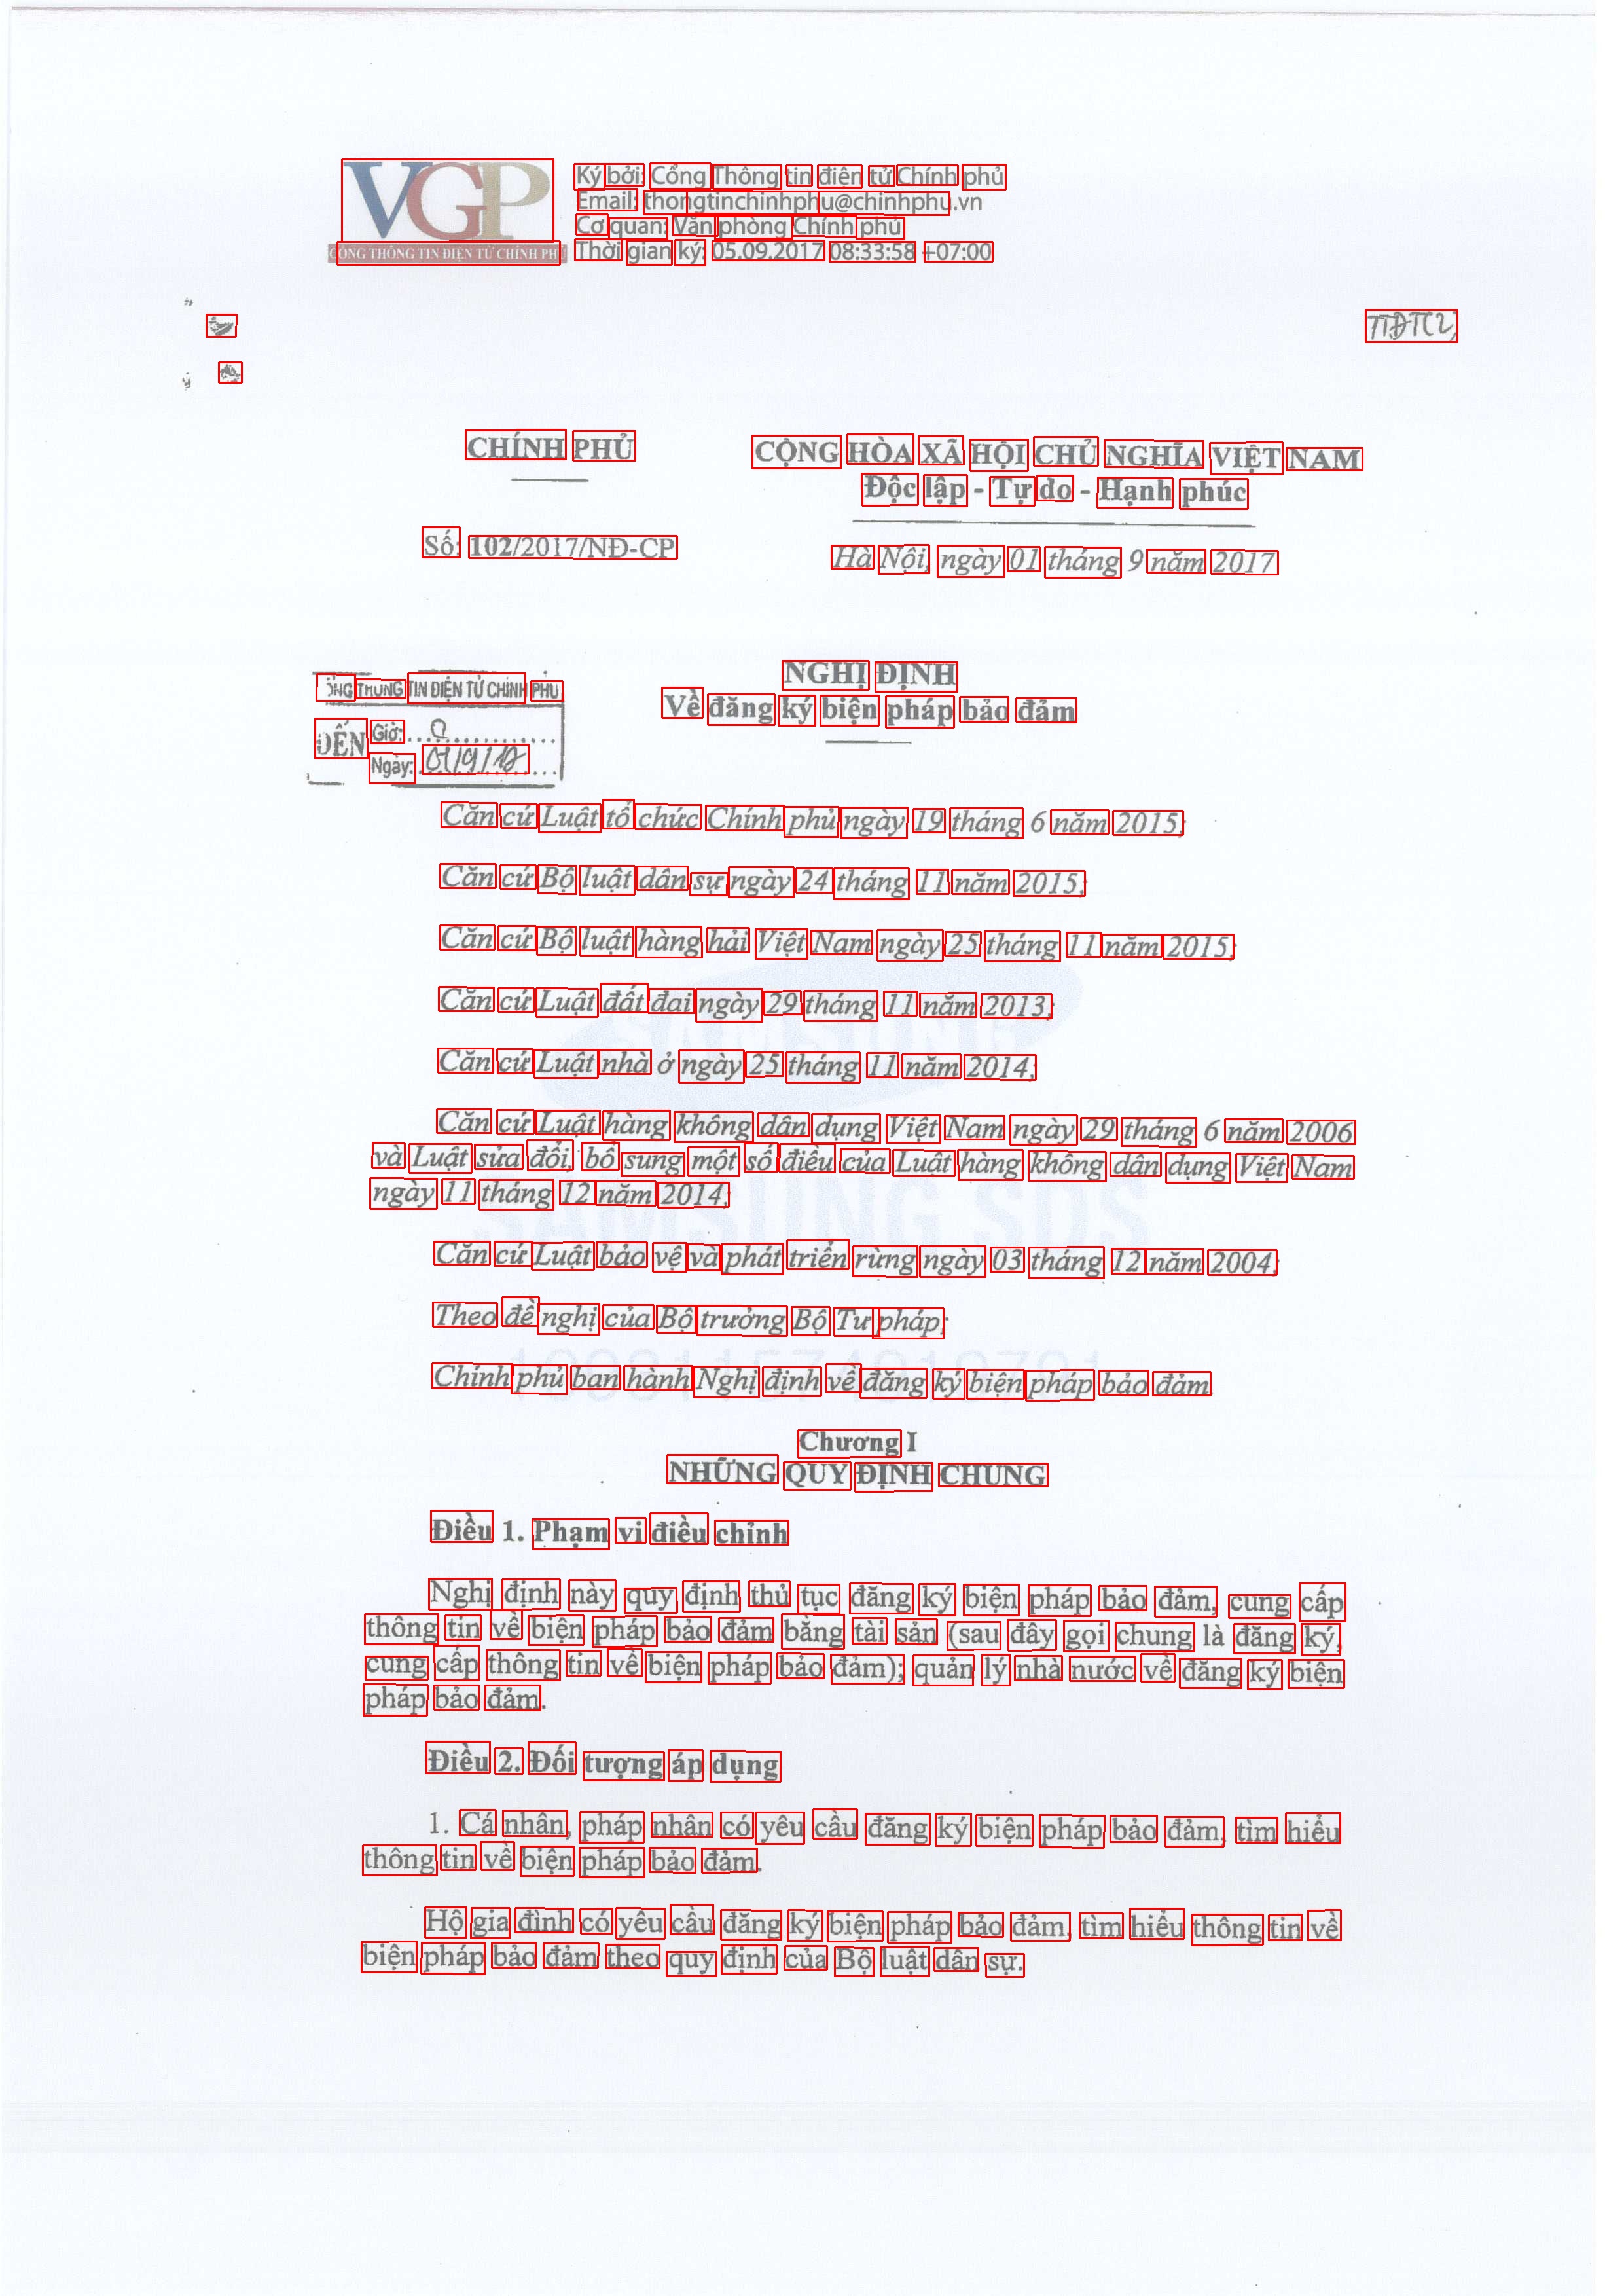 VGP
CỔNG THÔNG TIN ĐIỆN TỬ CHÍNH PHỦ
Ký bởi: Cổng Thông tin điện tử Chính phủ
Email: thongtinchinhphu@chinhphu.vn
Cơ quan: Văn phòng Chính phủ
Thời gian ký: 05.09.2017 08:33:58 +07:00
CHÍNH PHỦ
CỘNG HÒA XÃ HỘI CHỦ NGHĨA VIỆT NAM
Độc lập - Tự do - Hạnh phúc
Số: 102/2017/NĐ-CP
Hà Nội, ngày 01 tháng 9 năm 2017
NGHỊ ĐỊNH
Về đăng ký biện pháp bảo đảm
THÔNG TIN ĐIỆN TỬ CHÍNH PHỦ
ĐẾN
Giờ:
Ngày:
Căn cứ Luật tổ chức Chính phủ ngày 19 tháng 6 năm 2015;
Căn cứ Bộ luật dân sự ngày 24 tháng 11 năm 2015;
Căn cứ Bộ luật hàng hải Việt Nam ngày 25 tháng 11 năm 2015;
Căn cứ Luật đất đai ngày 29 tháng 11 năm 2013;
Căn cứ Luật nhà ở ngày 25 tháng 11 năm 2014;
Căn cứ Luật hàng không dân dụng Việt Nam ngày 29 tháng 6 năm 2006
và Luật sửa đổi, bổ sung một số điều của Luật hàng không dân dụng Việt Nam
ngày 11 tháng 12 năm 2014;
SAMSUNG SDS
Căn cứ Luật bảo vệ và phát triển rừng ngày 03 tháng 12 năm 2004;
Theo đề nghị của Bộ trưởng Bộ Tư pháp;
Chính phủ ban hành Nghị định về đăng ký biện pháp bảo đảm.
Chương I
NHỮNG QUY ĐỊNH CHUNG
Điều 1. Phạm vi điều chỉnh
Nghị định này quy định thủ tục đăng ký biện pháp bảo đảm, cung cấp
thông tin về biện pháp bảo đảm bằng tài sản (sau đây gọi chung là đăng ký,
cung cấp thông tin về biện pháp bảo đảm); quản lý nhà nước về đăng ký biện
pháp bảo đảm.
Điều 2. Đối tượng áp dụng
1. Cá nhân, pháp nhân có yêu cầu đăng ký biện pháp bảo đảm, tìm hiểu
thông tin về biện pháp bảo đảm.
Hộ gia đình có yêu cầu đăng ký biện pháp bảo đảm, tìm hiểu thông tin về
biện pháp bảo đảm theo quy định của Bộ luật dân sự.